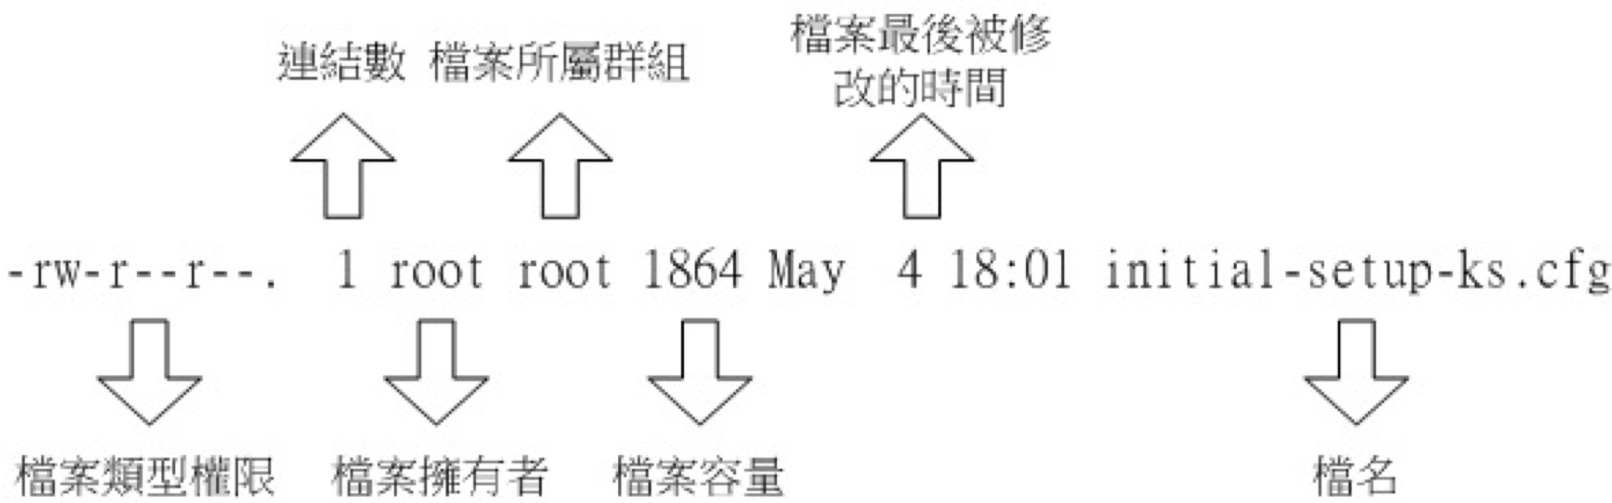 連結數 檔案所屬群組 檔案最後被修
改的時間
-rw-r--r--. 1 root root 1864 May 4 18:01 initial-setup-ks.cfg
檔案類型權限 檔案擁有者 檔案容量 檔名